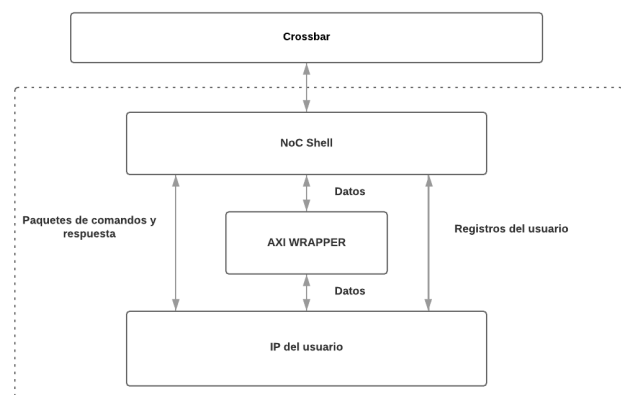 Crossbar
NoC Shell
Datos
Paquetes de comandos y
respuesta
Registros del usuario
AXI WRAPPER
Datos
IP del usuario